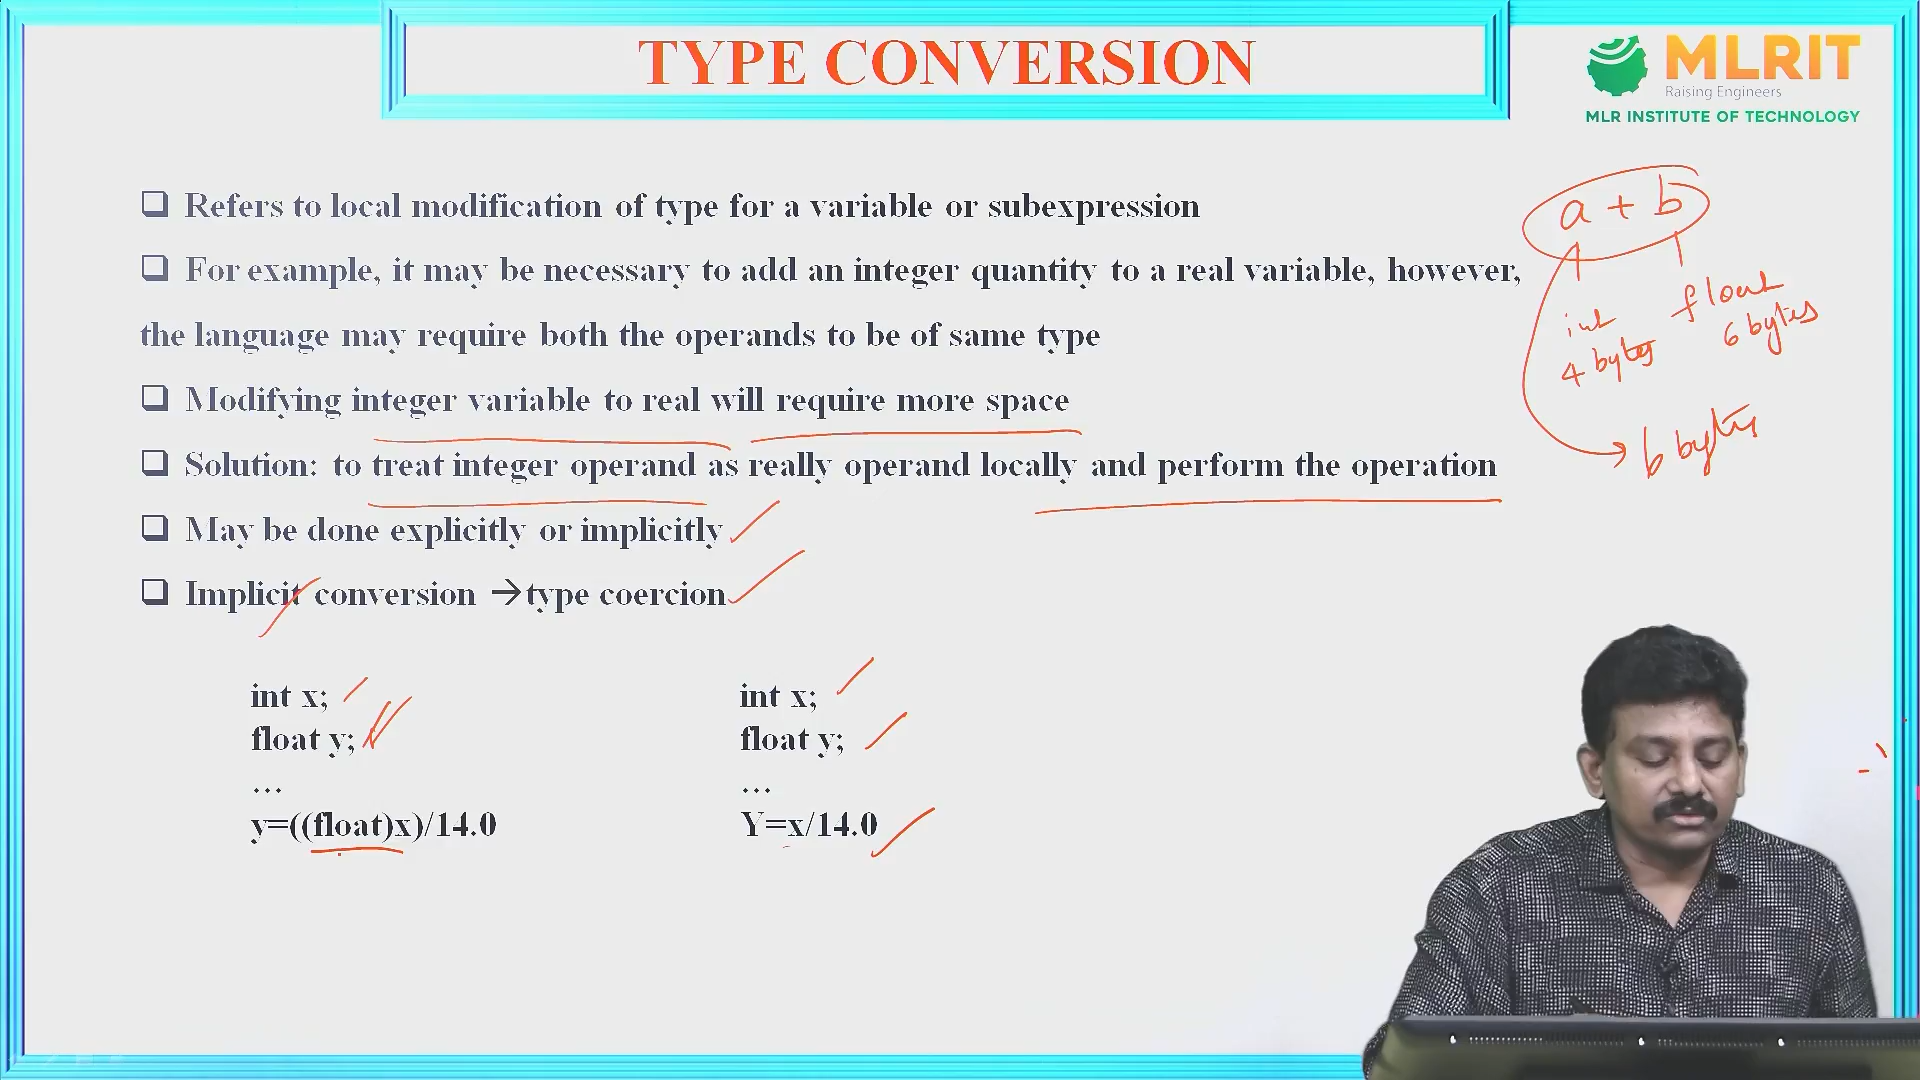 TYPE CONVERSION
MLRIT
Raising Engineers
MLR INSTITUTE OF TECHNOLOGY
Refers to local modification of type for a variable or subexpression
For example, it may be necessary to add an integer quantity to a real variable, however,
the language may require both the operands to be of same type
Modifying integer variable to real will require more space
Solution: to treat integer operand as really operand locally and perform the operation
May be done explicitly or implicitly
Implicit conversion →type coercion
int x;
float y;
…
y=((float)x)/14.0
int x;
float y;
…
Y=x/14.0
a + b
int
4 bytes
float
6 bytes
6 bytes